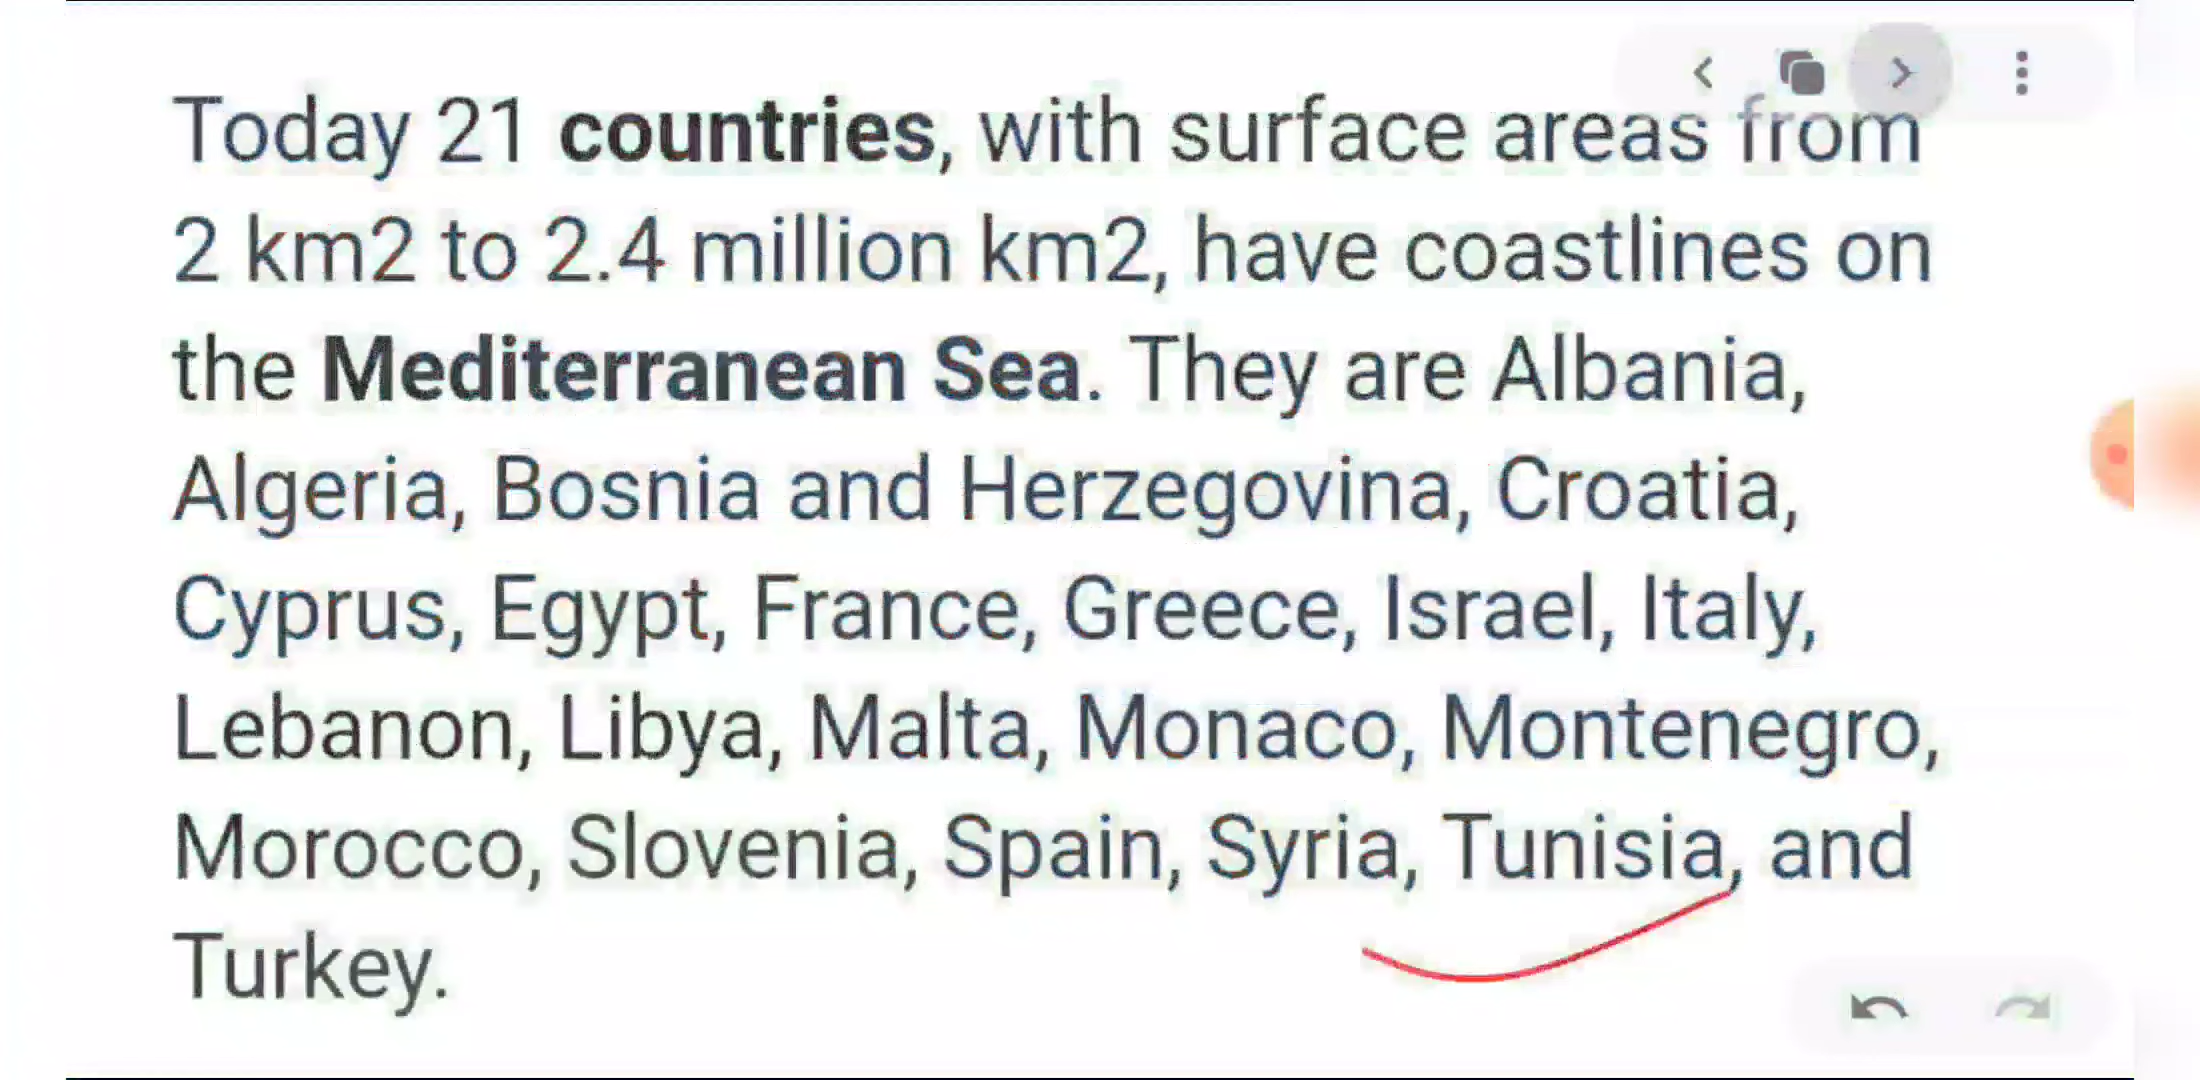 Today 21 countries, with surface areas from
2 km2 to 2.4 million km2, have coastlines on
the Mediterranean Sea. They are Albania,
Algeria, Bosnia and Herzegovina, Croatia,
Cyprus, Egypt, France, Greece, Israel, Italy,
Lebanon, Libya, Malta, Monaco, Montenegro,
Morocco, Slovenia, Spain, Syria, Tunisia, and
Turkey.